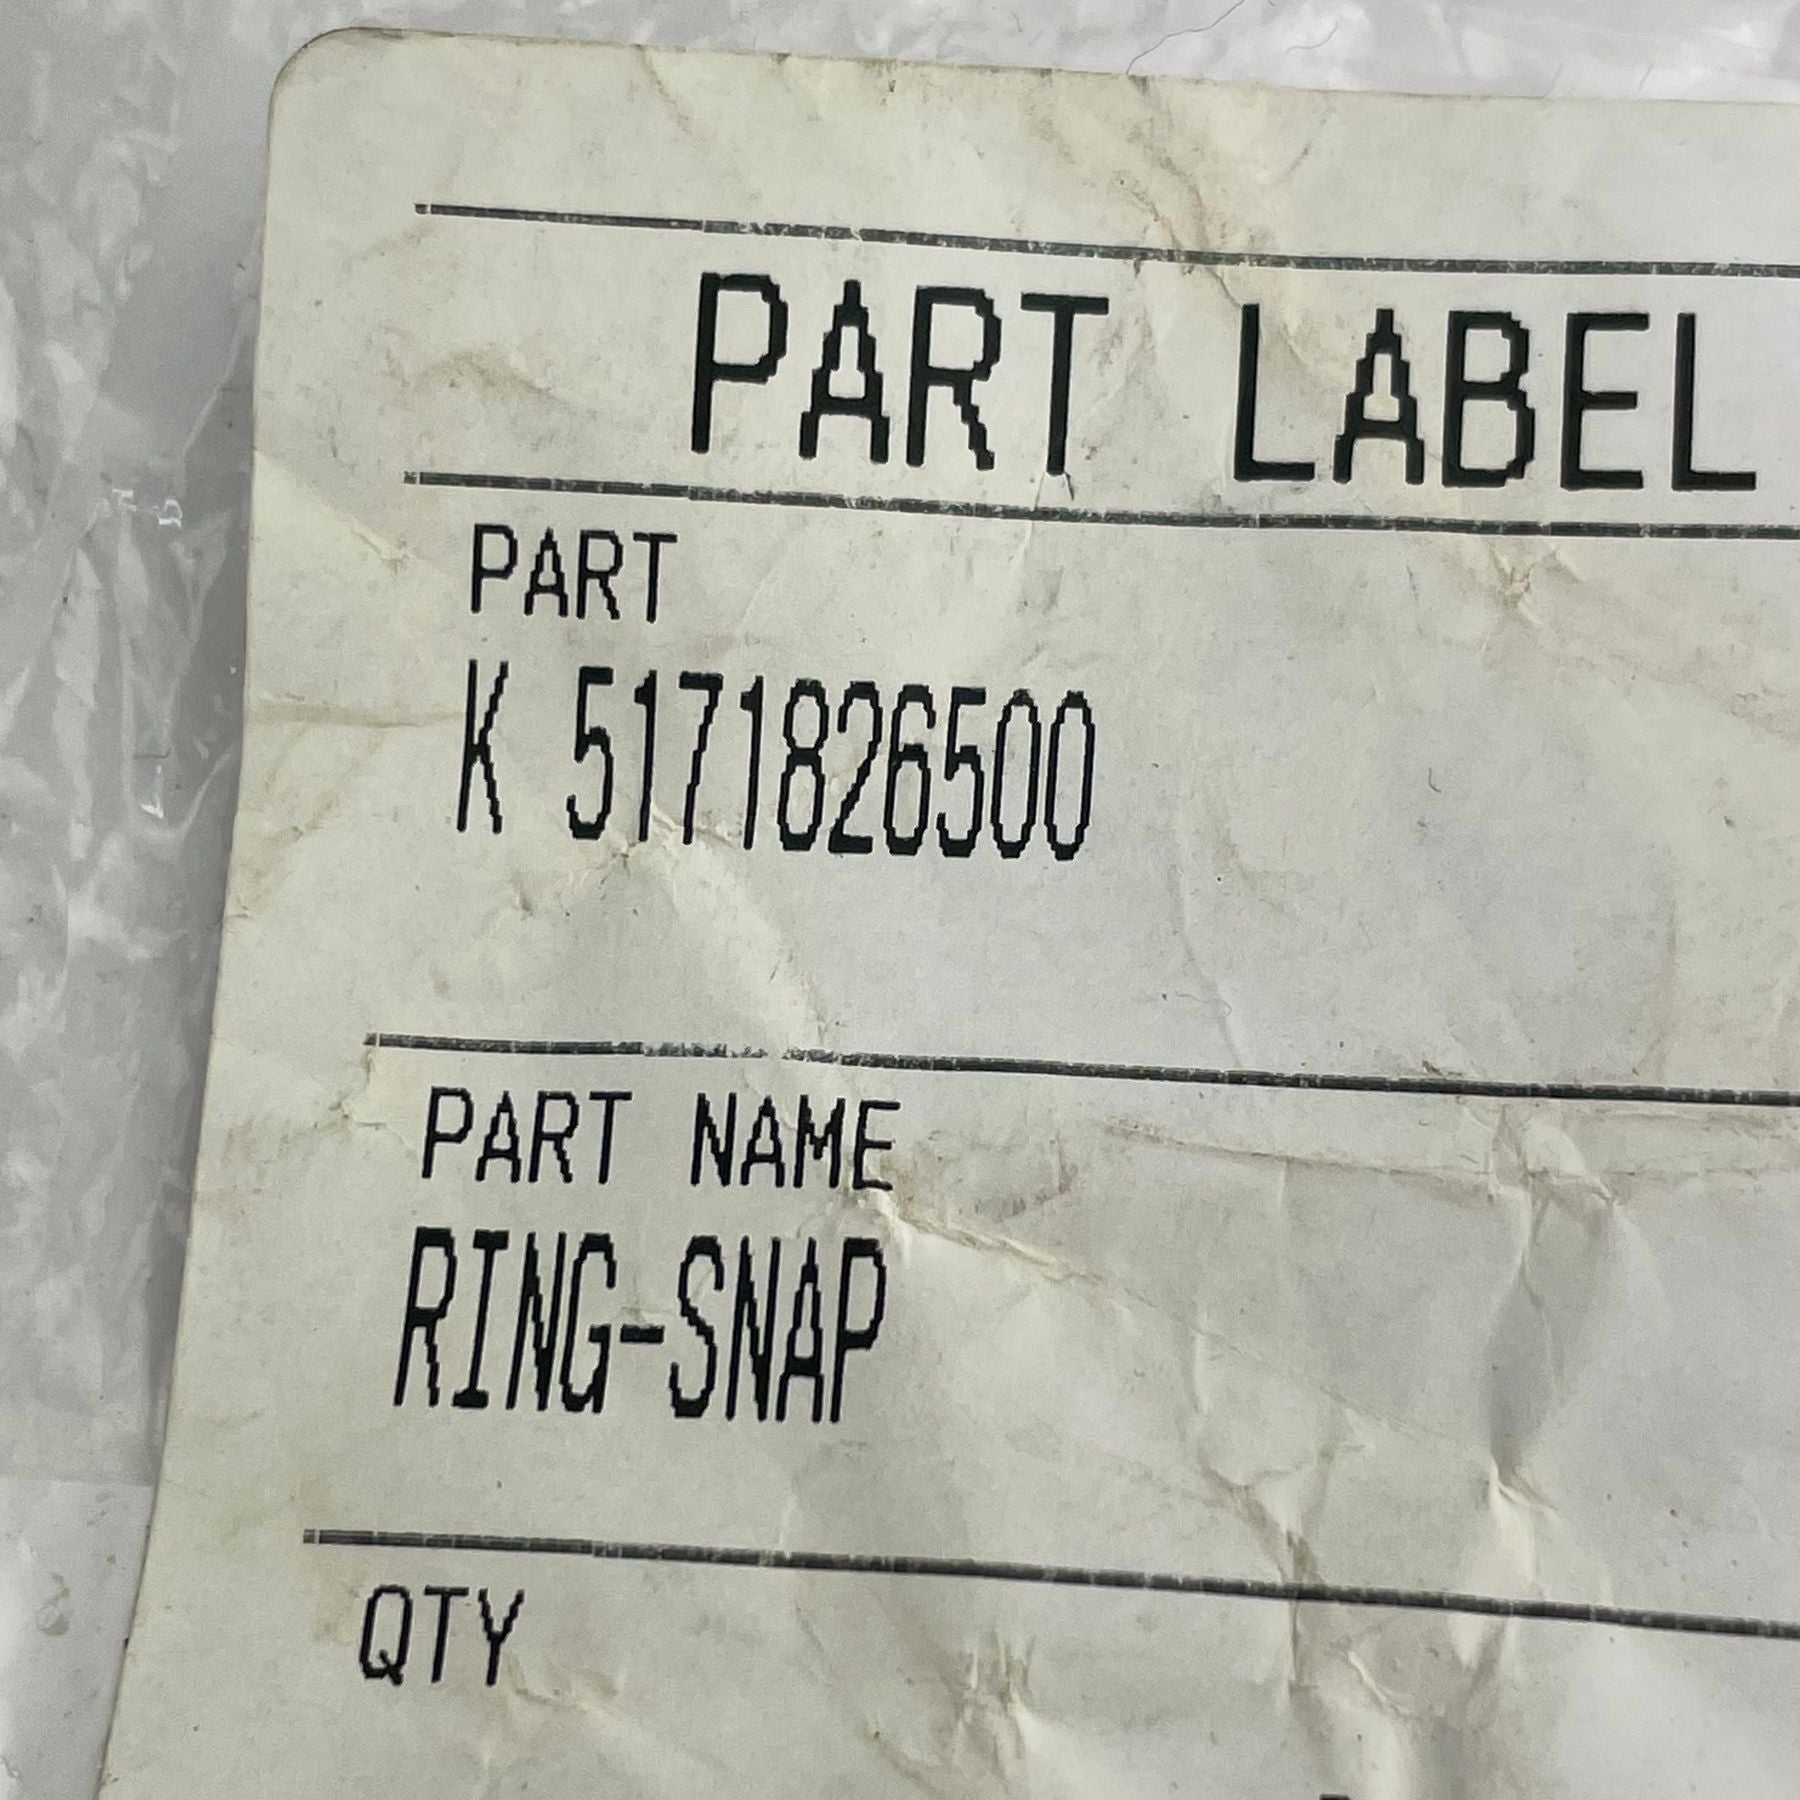 PART LABEL
PART
K 5171826500
PART NAME
RING-SNAP
QTY